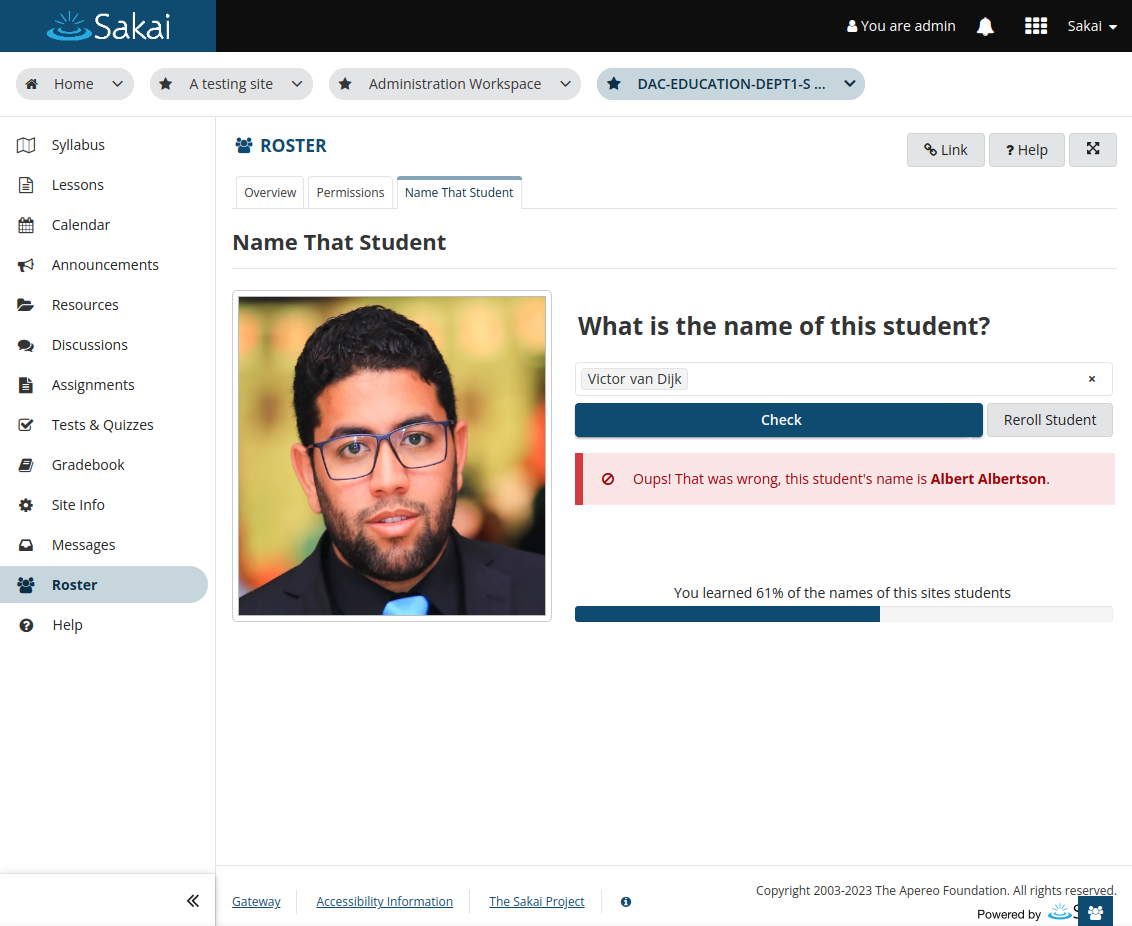 Sakai
You are admin
Sakai
Home
A testing site
Administration Workspace
DAC-EDUCATION-DEPT1-S ...
Syllabus
Lessons
Calendar
Announcements
Resources
Discussions
Assignments
Tests & Quizzes
Gradebook
Site Info
Messages
Roster
Help
ROSTER
Link
? Help
Overview
Permissions
Name That Student
Name That Student
What is the name of this student?
Victor van Dijk ×
Check
Reroll Student
Oups! That was wrong, this student's name is Albert Albertson.
You learned 61% of the names of this sites students
Gateway
Accessibility Information
The Sakai Project
Copyright 2003-2023 The Apereo Foundation. All rights reserved.
Powered by